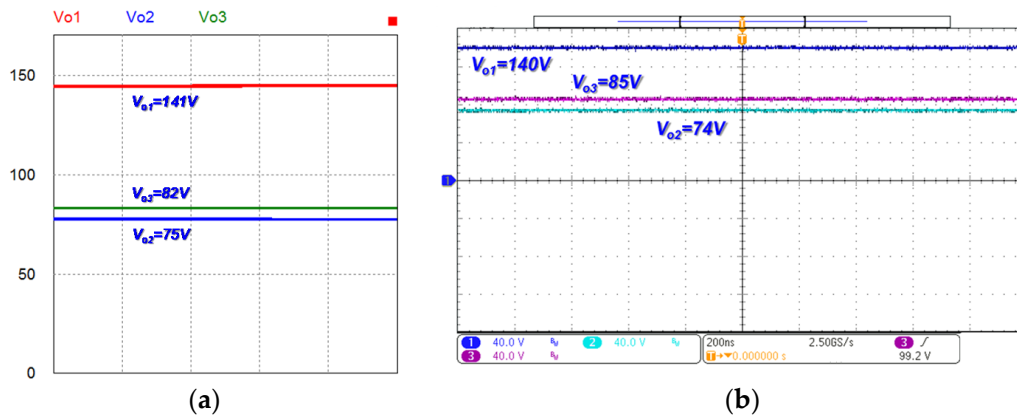 Vo1 Vo2 Vo3
150
Vo1=141V
100
Vo3=82V
Vo2=75V
50
0
(a)
T
T
Vo1=140V
Vo3=85V
Vo2=74V
1
1 40.0 V 2 40.0 V
3 40.0 V
200ns 2.50GS/s
T→▼0.000000 s
3
99.2 V
(b)